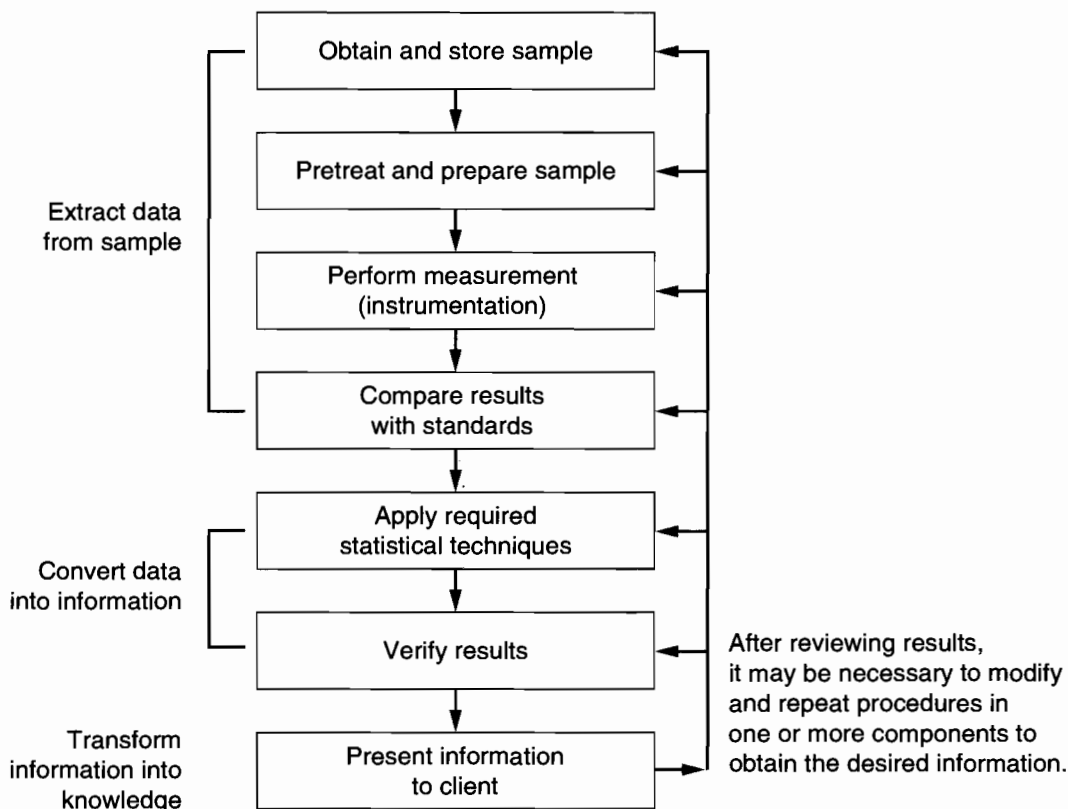 Obtain and store sample
Pretreat and prepare sample
Extract data
from sample
Perform measurement
(instrumentation)
Compare results
with standards
Apply required
statistical techniques
Convert data
into information
Verify results
After reviewing results,
it may be necessary to modify
and repeat procedures in
one or more components to
obtain the desired information.
Transform
information into
knowledge
Present information
to client